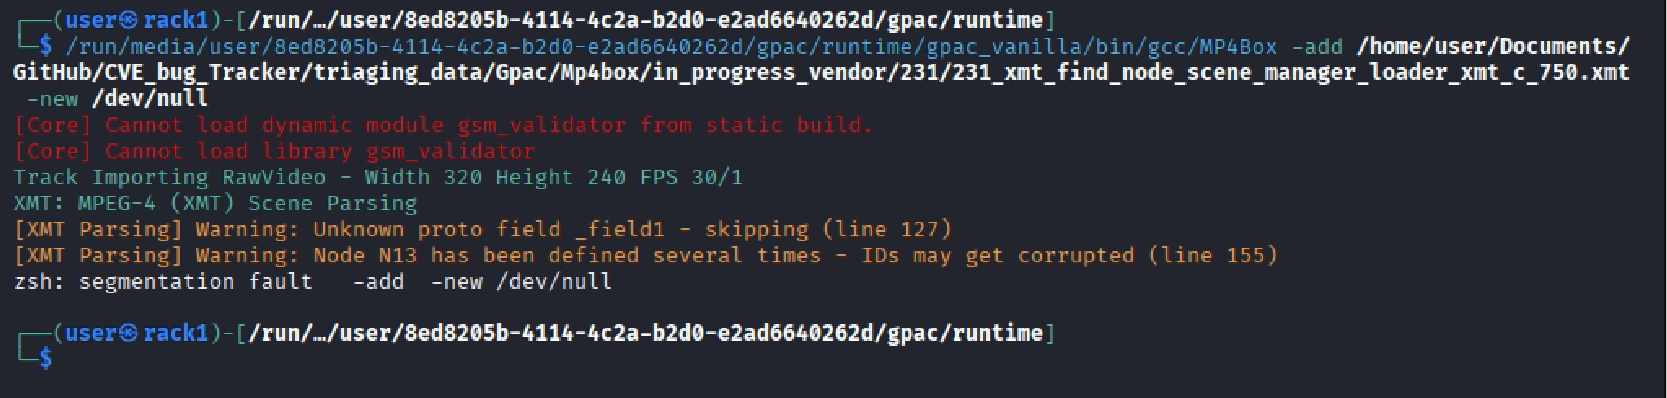 ┌──(user㉿rack1)-[/run/…/user/8ed8205b-4114-4c2a-b2d0-e2ad6640262d/gpac/runtime]
└─$ /run/media/user/8ed8205b-4114-4c2a-b2d0-e2ad6640262d/gpac/runtime/gpac_vanilla/bin/gcc/MP4Box -add /home/user/Documents/
GitHub/CVE_bug_Tracker/triaging_data/Gpac/Mp4box/in_progress_vendor/231/231_xmt_find_node_scene_manager_loader_xmt_c_750.xmt
 -new /dev/null
[Core] Cannot load dynamic module gsm_validator from static build.
[Core] Cannot load library gsm_validator
Track Importing RawVideo - Width 320 Height 240 FPS 30/1
XMT: MPEG-4 (XMT) Scene Parsing
[XMT Parsing] Warning: Unknown proto field _field1 - skipping (line 127)
[XMT Parsing] Warning: Node N13 has been defined several times - IDs may get corrupted (line 155)
zsh: segmentation fault   -add  -new /dev/null
┌──(user㉿rack1)-[/run/…/user/8ed8205b-4114-4c2a-b2d0-e2ad6640262d/gpac/runtime]
└─$